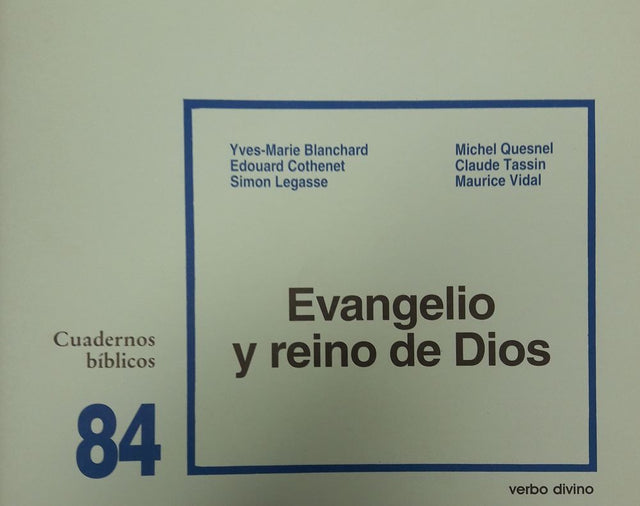 Yves-Marie Blanchard
Edouard Cothenet
Simon Legasse
Michel Quesnel
Claude Tassin
Maurice Vidal
Evangelio
y reino de Dios
Cuadernos
bíblicos
84
verbo divino